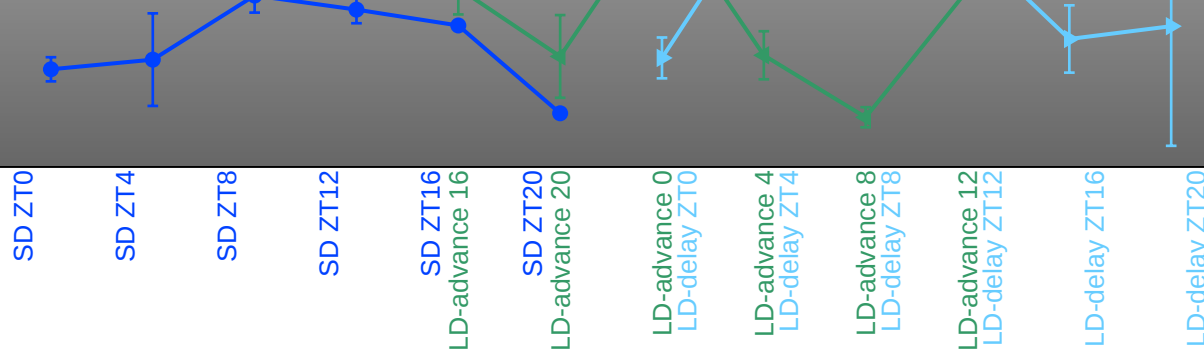 SD ZT0
SD ZT4
SD ZT8
SD ZT12
SD ZT16
LD-advance 16
SD ZT20
LD-advance 20
LD-advance 0
LD-delay ZT0
LD-advance 4
LD-delay ZT4
LD-advance 8
LD-delay ZT8
LD-advance 12
LD-delay ZT12
LD-delay ZT16
LD-delay ZT20